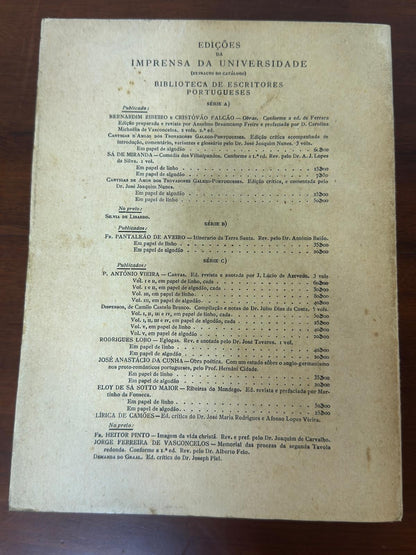 EDIÇÕES
DA
IMPRENSA DA UNIVERSIDADE
(EXTRACTO DO CATÁLOGO)
BIBLIOTECA DE ESCRITORES
PORTUGUESES
SÉRIE A)
Publicado:
BERNARDIM RIBEIRO E CRISTÓVÃO FALCÃO — Obras. Conforme a ed. de Ferrara
Edição preparada e revista por Anselmo Braamcamp Freire e prefaciada por D. Carolina
Michaëlis de Vasconcelos. 2 vols. 2.ª ed.
CANTIGAS D'AMIGO DOS TROVADORES GALEGO-PORTUGUESES. Edição crítica acompanhada de
introdução, comentário, variantes e glossário pelo Dr. José Joaquim Nunes. 3 vols.
Em papel de algodão
SÁ DE MIRANDA — Comédia dos Vilhalpandos. Conforme a 1.ª ed. Rev. pelo Dr. A. J. Lopes
da Silva. 1 vol.
Em papel de linho
Em papel de algodão
CANTIGAS DE AMOR DOS TROVADORES GALEGO-PORTUGUESES. Edição crítica, e comentada pelo
Dr. José Joaquim Nunes.
Em papel de linho
Em papel de algodão
No prelo:
SILVIA DE LISARDO.
SÉRIE B)
Publicado:
FR. PANTALEÃO DE AVEIRO — Itinerario da Terra Santa. Rev. pelo Dr. António Baião.
Em papel de linho
Em papel de algodão
SÉRIE C)
Publicados:
P. ANTÓNIO VIEIRA — CARTAS. Ed. revista e anotada por J. Lúcio de Azevedo. 3 vols.
Vol. I e II, em papel de linho, cada
Vol. I e II, em papel de algodão, cada
Vol. III, em papel de linho
Vol. III, em papel de algodão
DISPERSOS, de Camilo Castelo Branco. Compilação e notas do Dr. Júlio Dias da Costa. 5 vols.
Vol. I, II, III e IV, em papel de linho, cada
Vol. I, II, III e IV, em papel de algodão, cada
Vol. V, em papel de linho
Vol. V, em papel de algodão
RODRIGUES LOBO — Eglogas. Rev. e anotada pelo Dr. José Tavares. 1 vol.
Em papel de linho
Em papel de algodão
JOSÉ ANASTÁCIO DA CUNHA — Obra poética. Com um estudo sôbre o anglo-germanismo
nos proto-românticos portugueses, pelo Prof. Hernâni Cidade.
Em papel de linho
Em papel de algodão
ELOY DE SÁ SOTTO MAIOR — Ribeiras do Mondego. Ed. revista e prefaciada por Mar-
tinho da Fonseca.
Em papel de linho
Em papel de algodão
LÍRICA DE CAMÕES — Ed. crítica do Dr. José Maria Rodrigues e Afonso Lopes Vieira.
No prelo:
FR. HEITOR PINTO — Imagem da vida christã. Rev. e pref. pelo Dr. Joaquim de Carvalho.
JORGE FERREIRA DE VASCONCELOS — Memorial das proezas da segunda Tavola
redonda. Conforme a 1.ª ed. Rev. pelo Dr. Alberto Feio.
DEMANDA DO GRAAL. Ed. crítica do Dr. Joseph Piel.